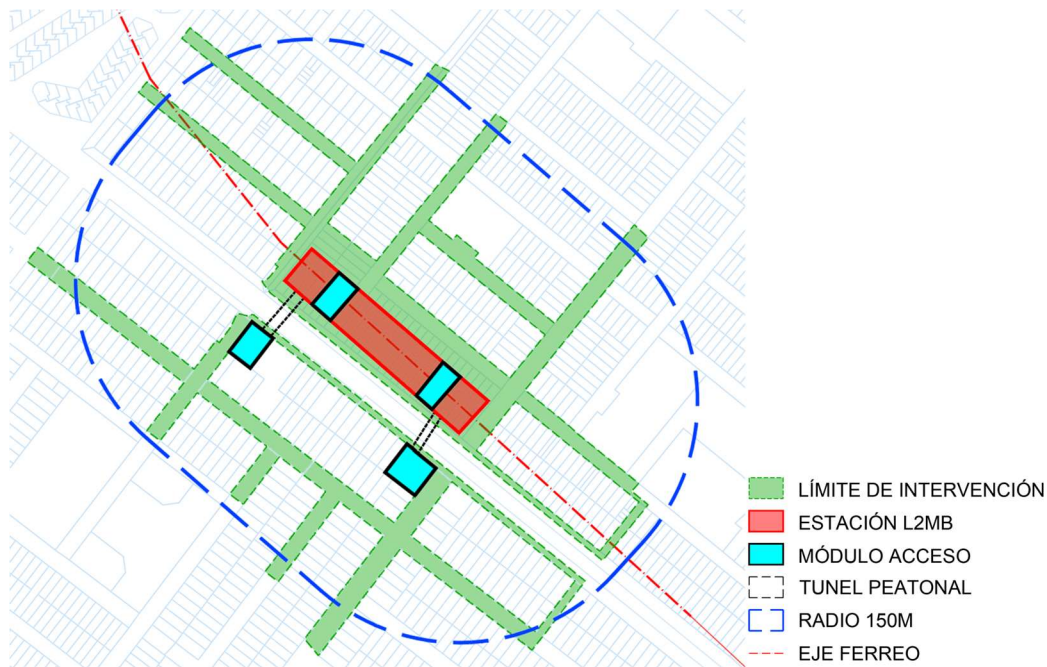 LÍMITE DE INTERVENCIÓN
ESTACIÓN L2MB
MÓDULO ACCESO
TUNEL PEATONAL
RADIO 150M
EJE FERREO